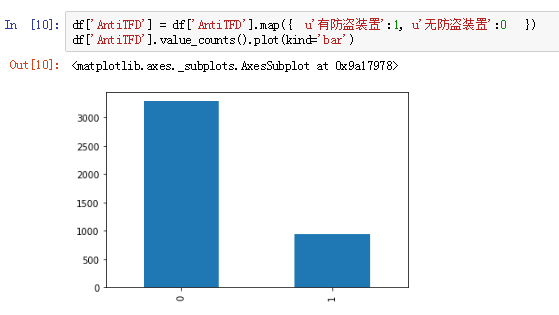 In [10]: df['AntiTFD'] = df['AntiTFD'].map({ u'有防盗装置':1, u'无防盗装置':0 })
df['AntiTFD'].value_counts().plot(kind='bar')
Out[10]: <matplotlib.axes._subplots.AxesSubplot at 0x9a17978>
3000
2500
2000
1500
1000
500
0
0 1